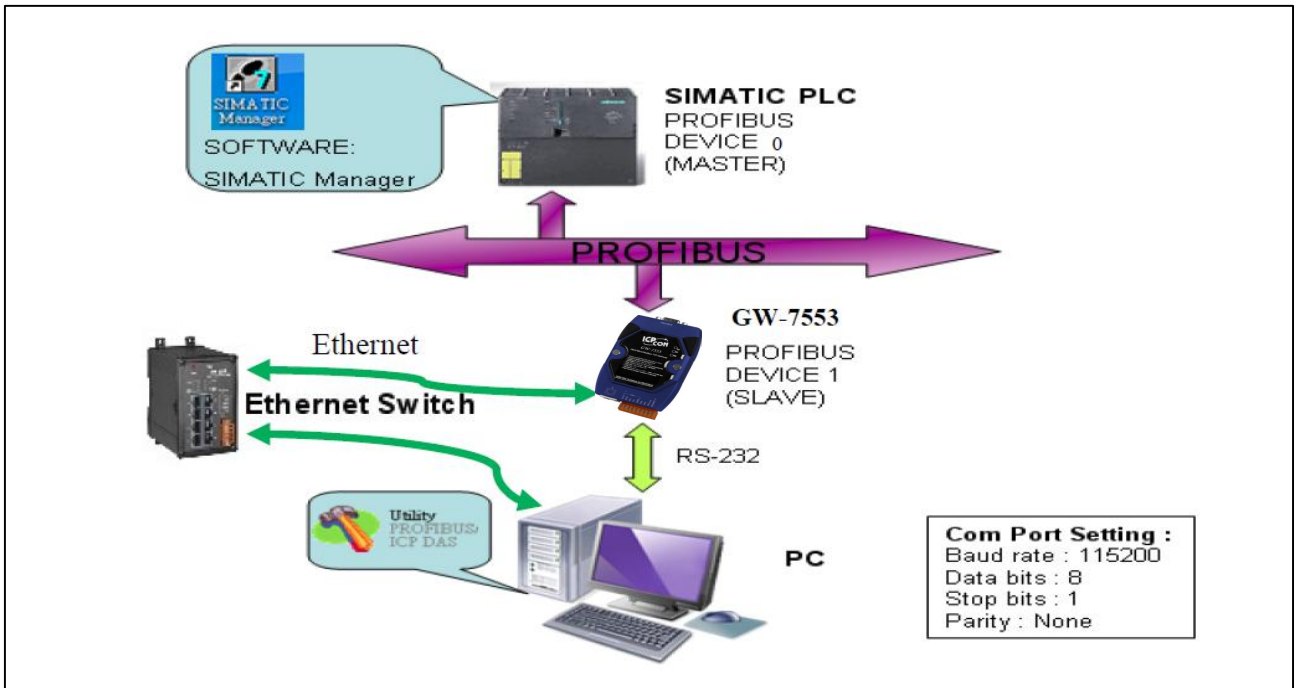 SIMATIC
Manager
SOFTWARE:
SIMATIC Manager
SIMATIC PLC
PROFIBUS
DEVICE 0
(MASTER)
PROFIBUS
GW-7553
PROFIBUS
DEVICE 1
(SLAVE)
Ethernet
Ethernet Switch
RS-232
Utility
PROFIBUS/
ICP DAS
PC
Com Port Setting :
Baud rate : 115200
Data bits : 8
Stop bits : 1
Parity : None